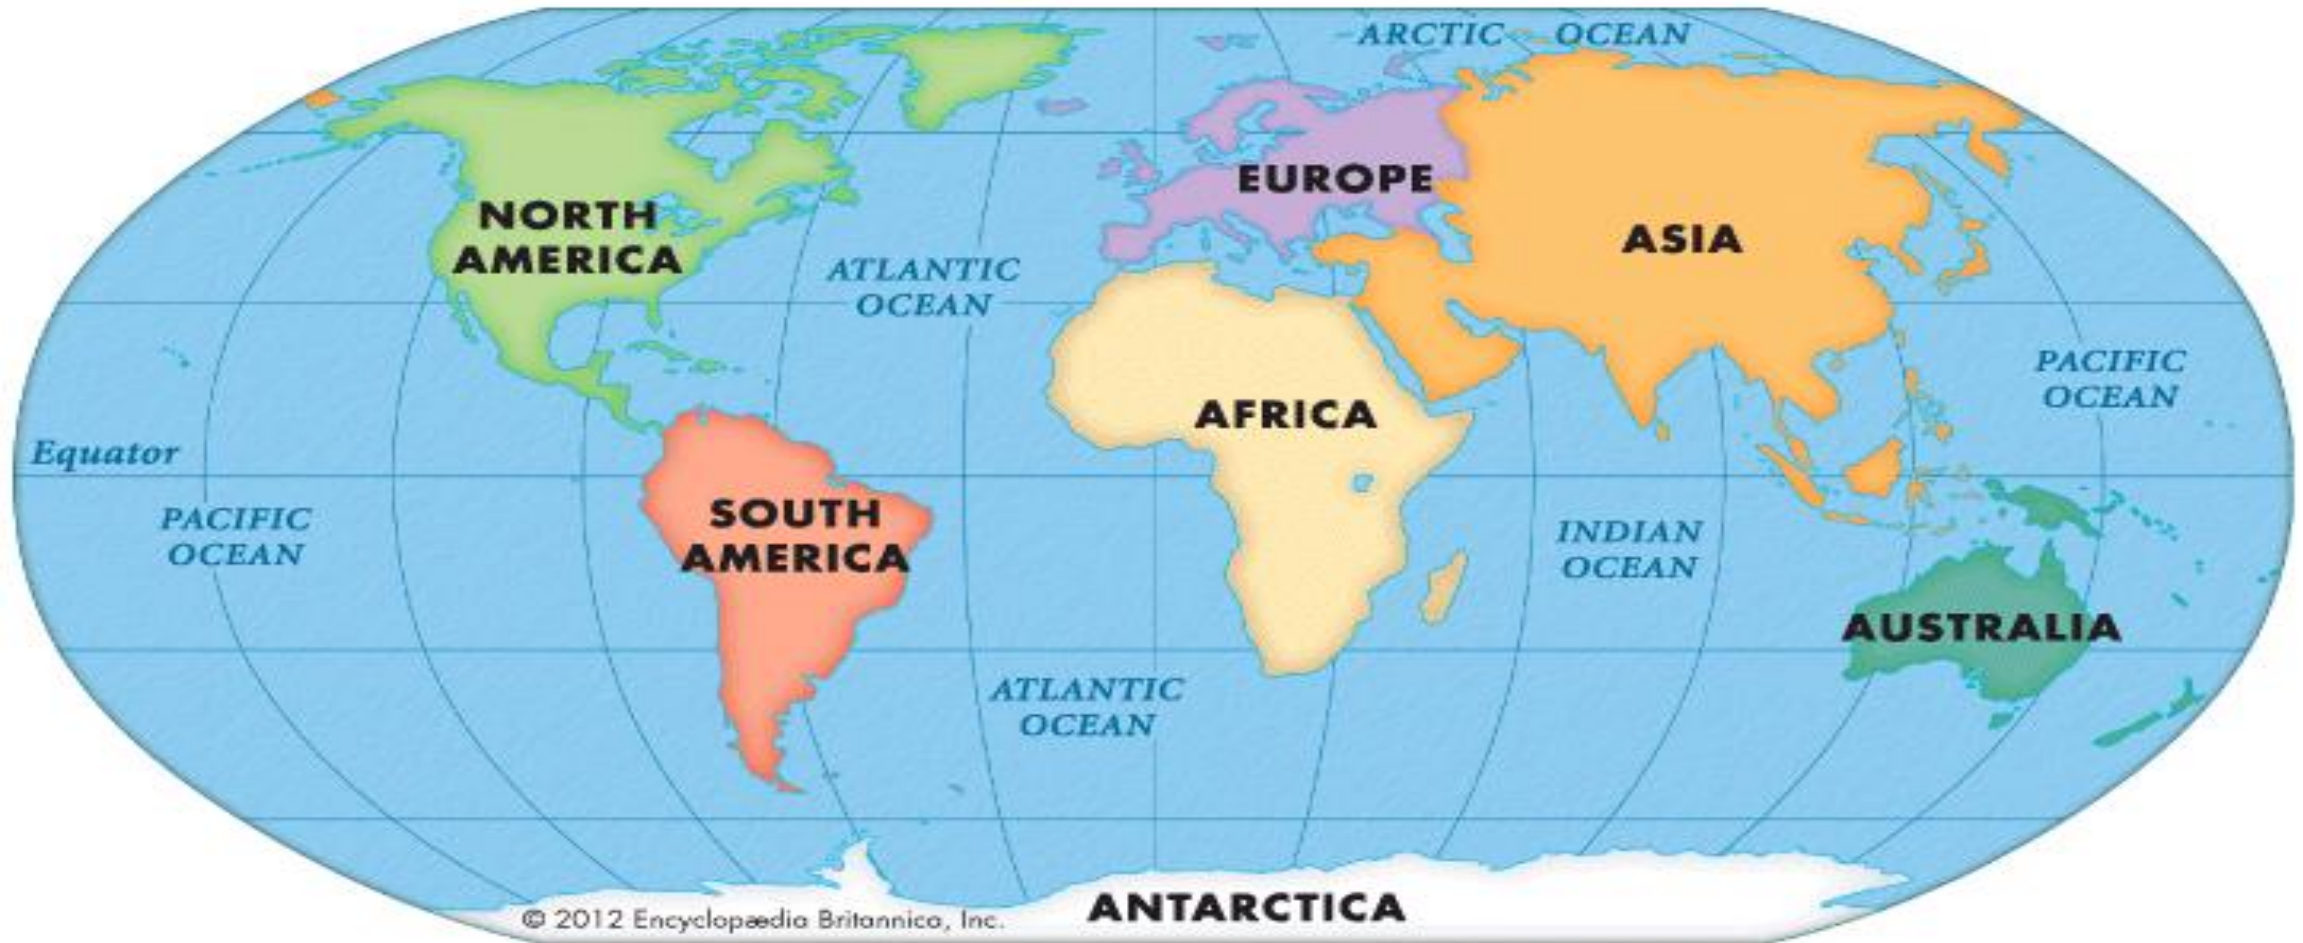 ARCTIC OCEAN
EUROPE
NORTH
AMERICA
ASIA
ATLANTIC
OCEAN
PACIFIC
OCEAN
AFRICA
Equator
PACIFIC
OCEAN
SOUTH
AMERICA
INDIAN
OCEAN
AUSTRALIA
ATLANTIC
OCEAN
ANTARCTICA
© 2012 Encyclopædia Britannica, Inc.